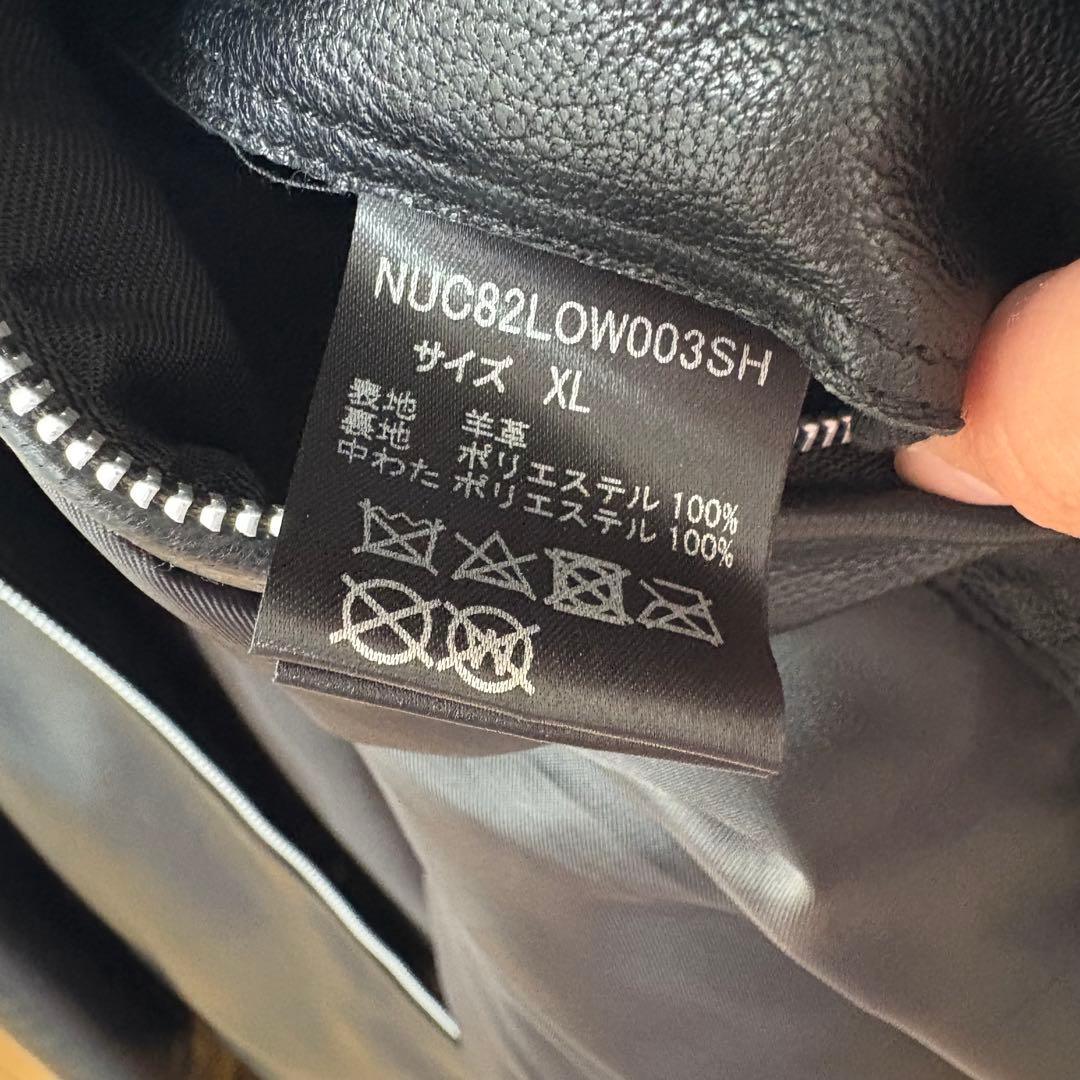 NUC82LOW003SH
サイズ XL
表地 羊革
裏地 ポリエステル 100%
中わた ポリエステル 100%
W